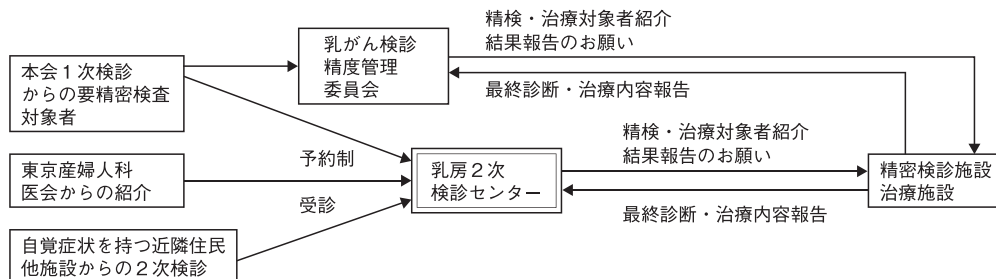 精検・治療対象者紹介
結果報告のお願い
乳がん検診
精度管理
委員会
本会1次検診
からの要精密検査
対象者
最終診断・治療内容報告
精検・治療対象者紹介
結果報告のお願い
予約制
東京産婦人科
医会からの紹介
乳房2次
検診センター
精密検診施設
治療施設
受診
最終診断・治療内容報告
自覚症状を持つ近隣住民
他施設からの2次検診